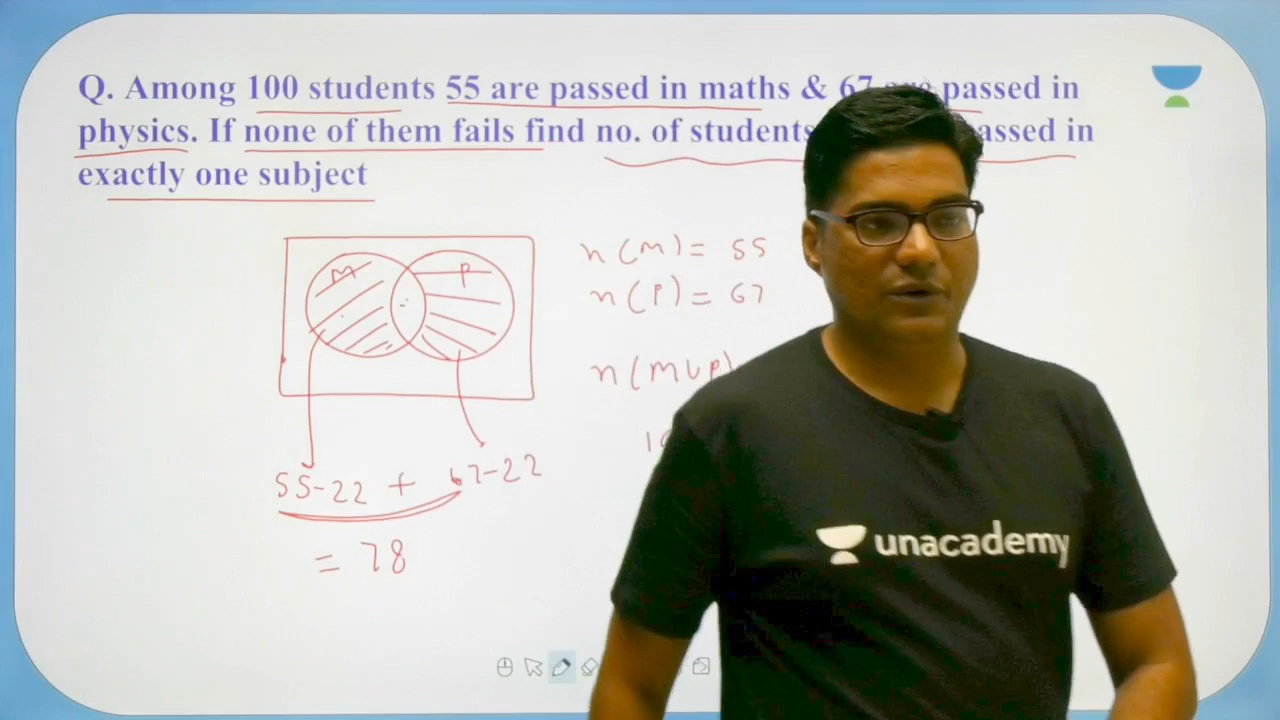 Q. Among 100 students 55 are passed in maths & 67 are passed in
physics. If none of them fails find no. of students assed in
exactly one subject
M P
n(M) = 55
n(P) = 67
n(MUP)
55-22 + 67-22
= 78
unacademy